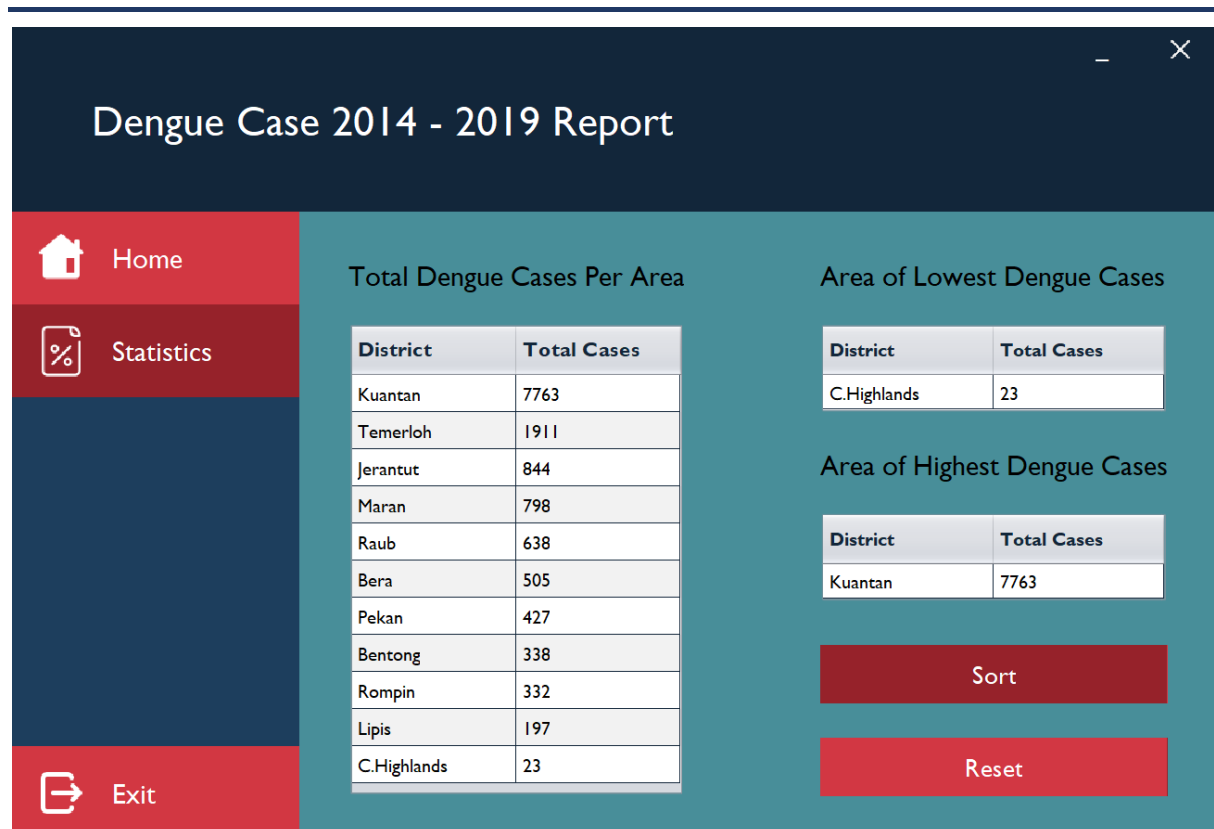 Dengue Case 2014 - 2019 Report
Home
Statistics
Exit
Total Dengue Cases Per Area
District Total Cases
Kuantan 7763
Temerloh 1911
Jerantut 844
Maran 798
Raub 638
Bera 505
Pekan 427
Bentong 338
Rompin 332
Lipis 197
C.Highlands 23
Area of Lowest Dengue Cases
District Total Cases
C.Highlands 23
Area of Highest Dengue Cases
District Total Cases
Kuantan 7763
Sort
Reset